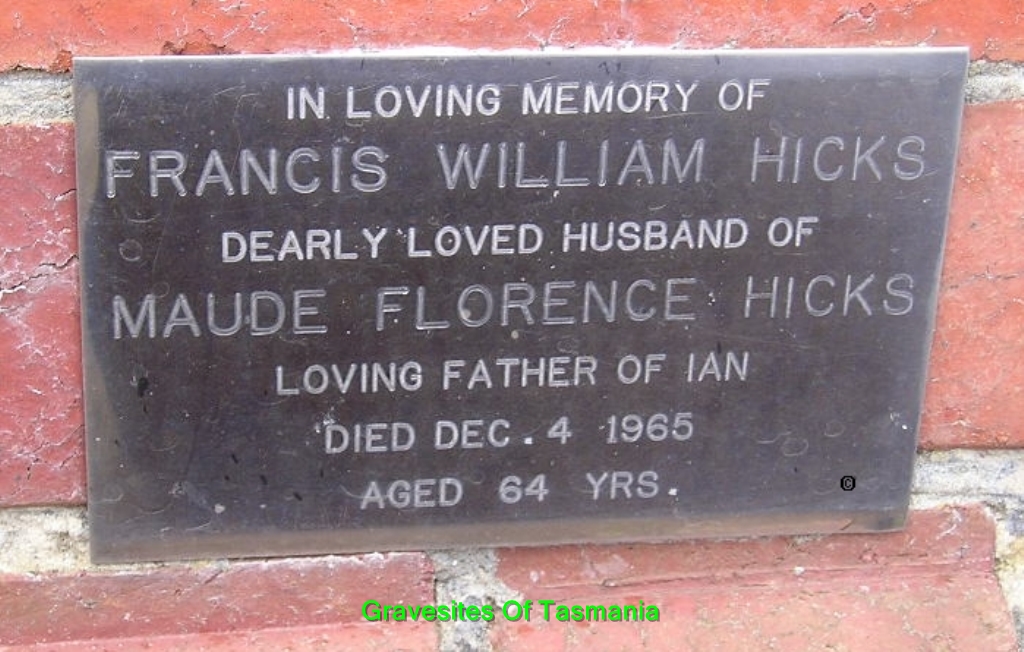 IN LOVING MEMORY OF
FRANCIS WILLIAM HICKS
DEARLY LOVED HUSBAND OF
MAUDE FLORENCE HICKS
LOVING FATHER OF IAN
DIED DEC. 4 1965
AGED 64 YRS.
©
Gravesites Of Tasmania